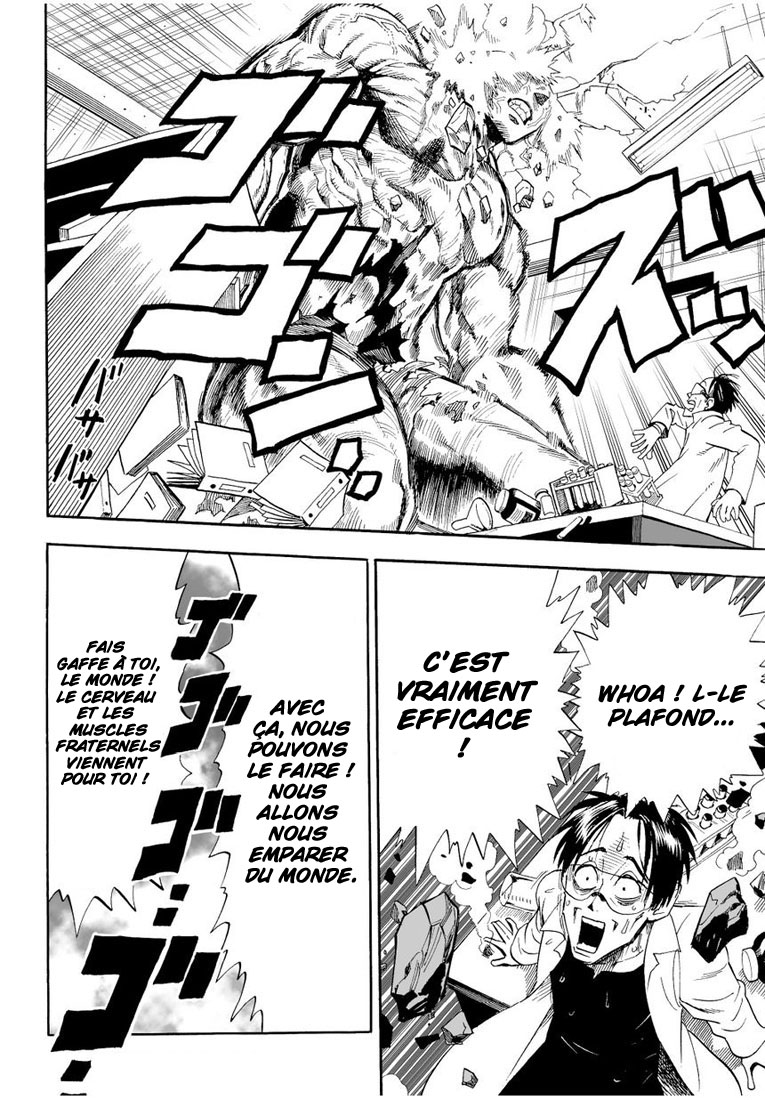 ズズッ
ゴゴン
バサ
バサ
WHOA ! L-LE
PLAFOND...
C'EST
VRAIMENT
EFFICACE
!
AVEC
ÇA, NOUS
POUVONS
LE FAIRE !
NOUS
ALLONS
NOUS
EMPARER
DU MONDE.
FAIS
GAFFE À TOI,
LE MONDE !
LE CERVEAU
ET LES
MUSCLES
FRATERNELS
VIENNENT
POUR TOI !
ゴゴゴ:ゴ: